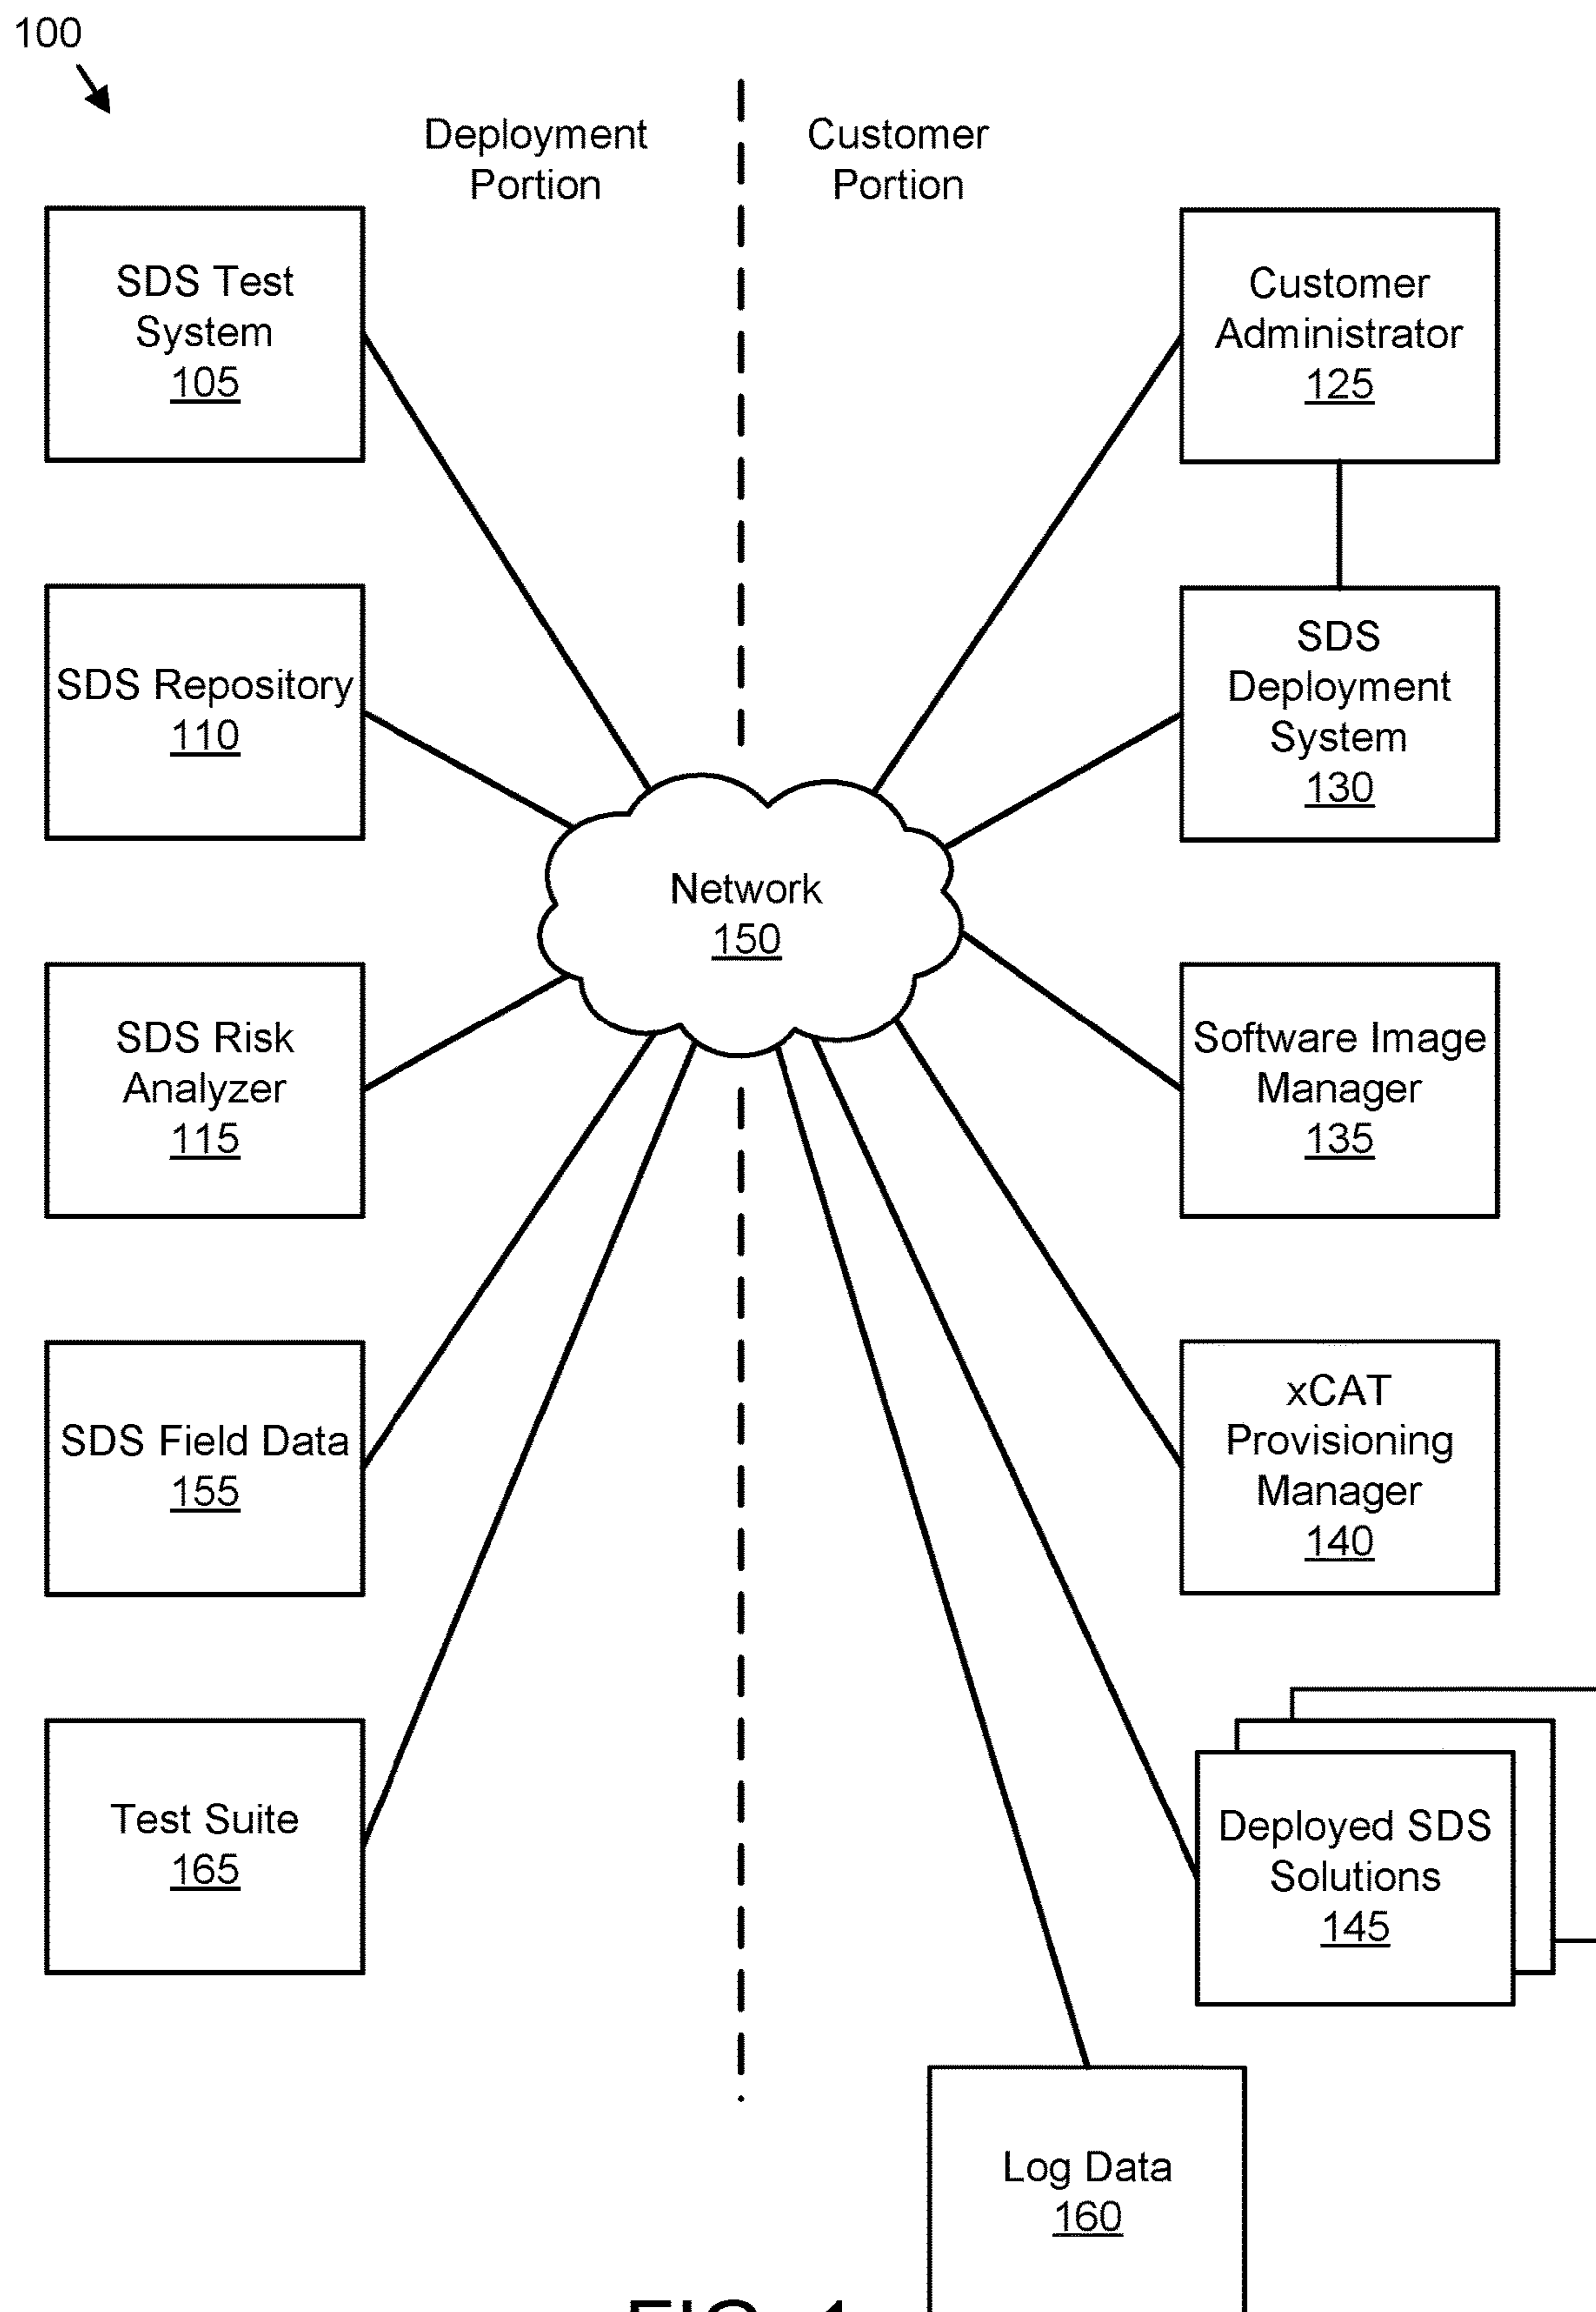 100
Deployment
Portion
Customer
Portion
SDS Test
System
105
Customer
Administrator
125
SDS Repository
110
SDS
Deployment
System
130
Network
150
SDS Risk
Analyzer
115
Software Image
Manager
135
SDS Field Data
155
xCAT
Provisioning
Manager
140
Test Suite
165
Deployed SDS
Solutions
145
Log Data
160
FIG. 1